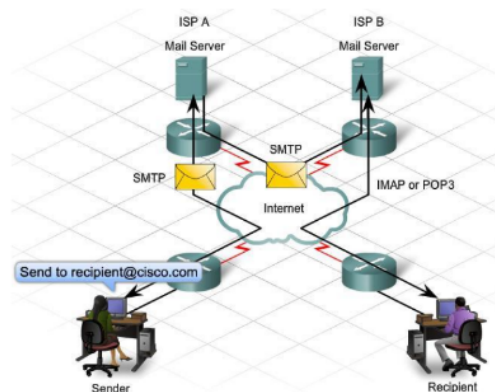 ISP A
ISP B
Mail Server
Mail Server
SMTP
SMTP
IMAP or POP3
Internet
Send to recipient@cisco.com
Sender
Recipient